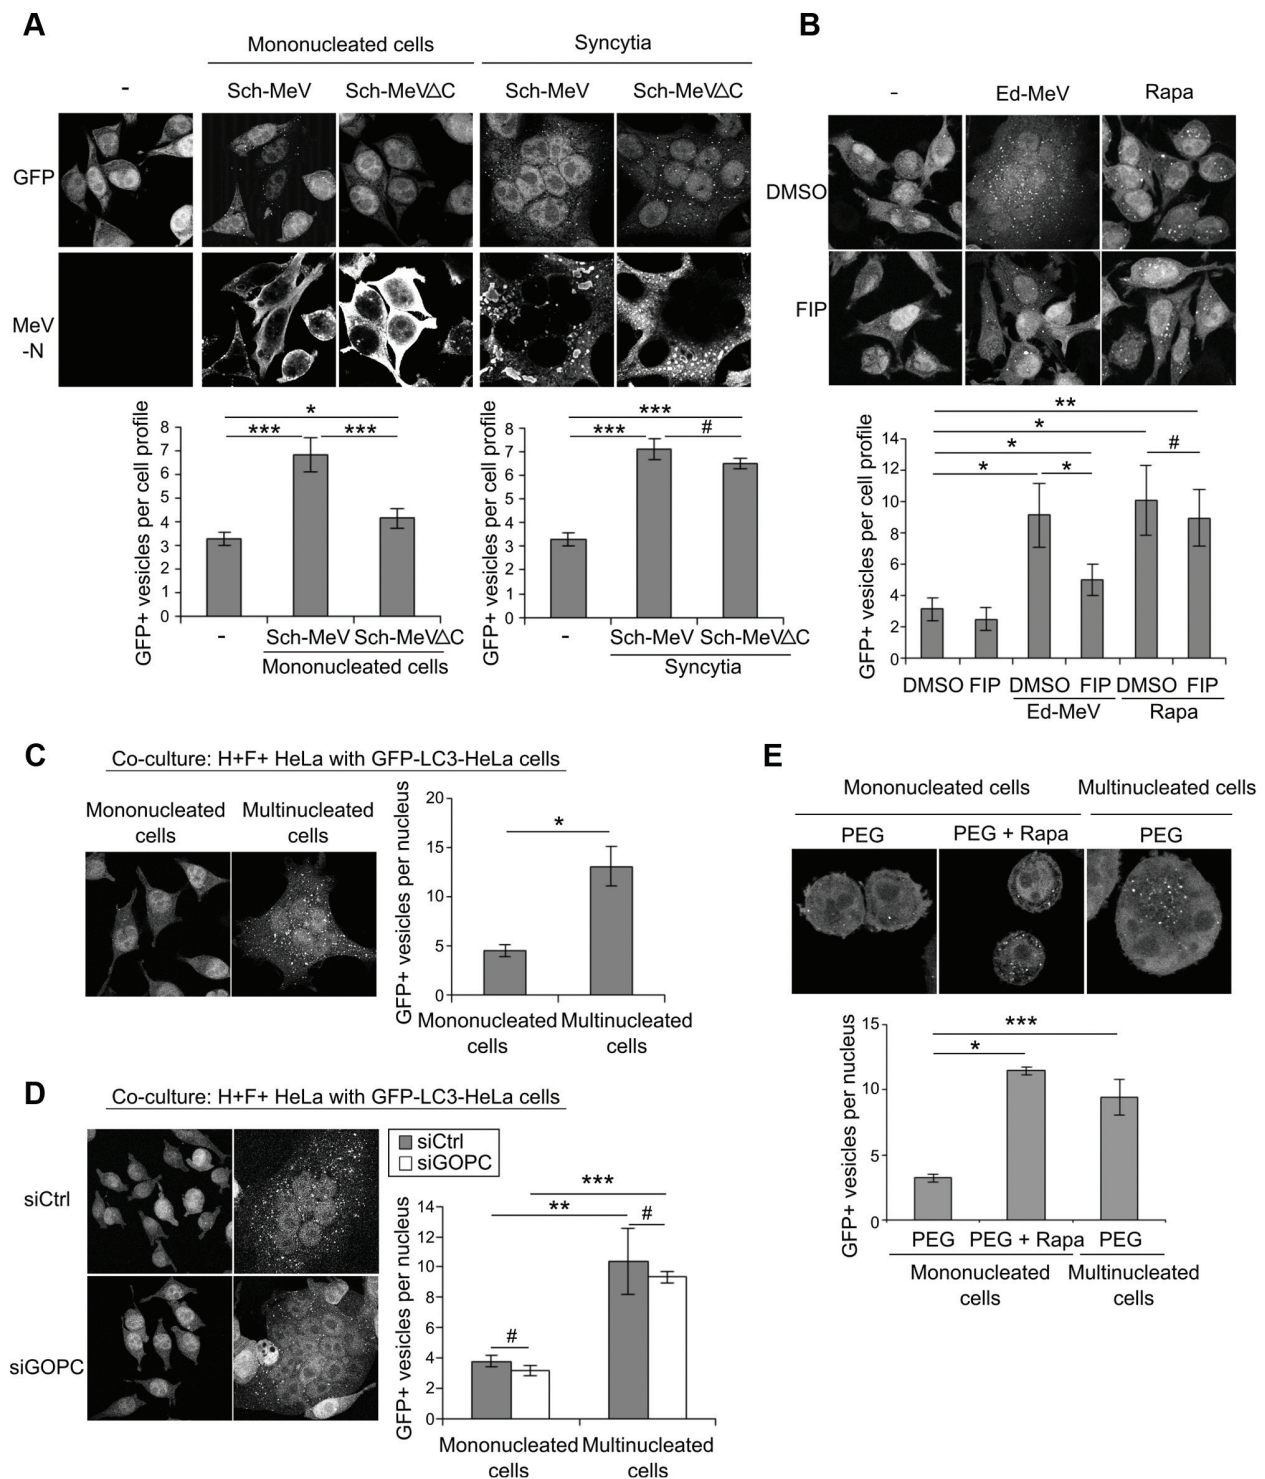 A
Mononucleated cells
Syncytia
-
Sch-MeV
Sch-MeV△C
Sch-MeV
Sch-MeV△C
GFP
MeV
-N
GFP+ vesicles per cell profile
8
7
6
5
4
3
2
1
0
*
***
***
-
Sch-MeV
Sch-MeV△C
Mononucleated cells
GFP+ vesicles per cell profile
8
7
6
5
4
3
2
1
0
***
***
#
-
Sch-MeV
Sch-MeV△C
Syncytia
B
-
Ed-MeV
Rapa
DMSO
FIP
GFP+ vesicles per cell profile
14
12
10
8
6
4
2
0
**
*
*
#
*
*
DMSO FIP DMSO FIP DMSO FIP
Ed-MeV
Rapa
C
Co-culture: H+F+ HeLa with GFP-LC3-HeLa cells
Mononucleated
cells
Multinucleated
cells
GFP+ vesicles per nucleus
20
15
10
5
0
*
Mononucleated
cells
Multinucleated
cells
D
Co-culture: H+F+ HeLa with GFP-LC3-HeLa cells
siCtrl
siGOPC
siCtrl
siGOPC
GFP+ vesicles per nucleus
14
12
10
8
6
4
2
0
***
**
#
#
Mononucleated
cells
Multinucleated
cells
E
Mononucleated cells
Multinucleated cells
PEG
PEG + Rapa
PEG
GFP+ vesicles per nucleus
15
10
5
0
***
*
PEG
PEG + Rapa
PEG
Mononucleated
cells
Multinucleated
cells